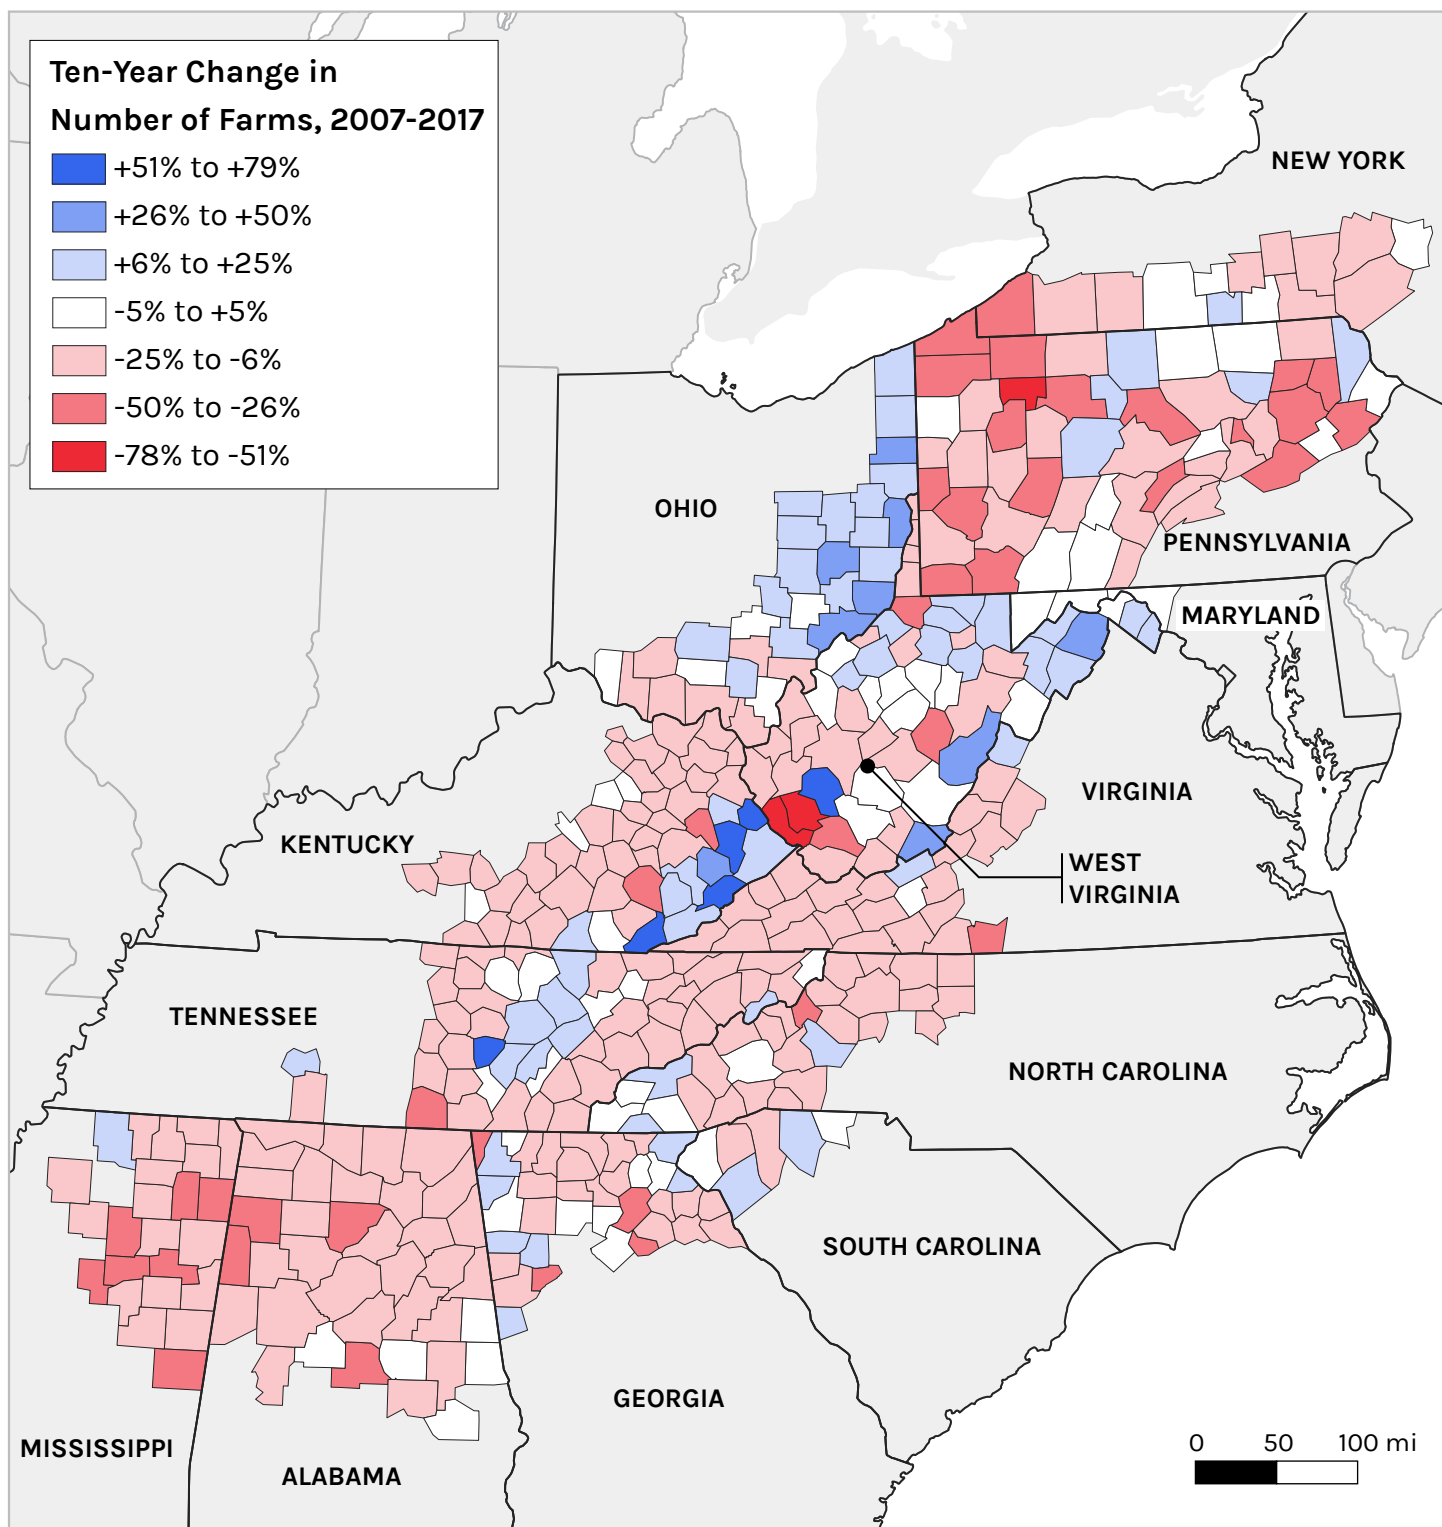 Ten-Year Change in
Number of Farms, 2007-2017
+51% to +79%
+26% to +50%
+6% to +25%
-5% to +5%
-25% to -6%
-50% to -26%
-78% to -51%
NEW YORK
OHIO
PENNSYLVANIA
MARYLAND
VIRGINIA
KENTUCKY
WEST
VIRGINIA
TENNESSEE
NORTH CAROLINA
SOUTH CAROLINA
GEORGIA
MISSISSIPPI
ALABAMA
0 50 100 mi